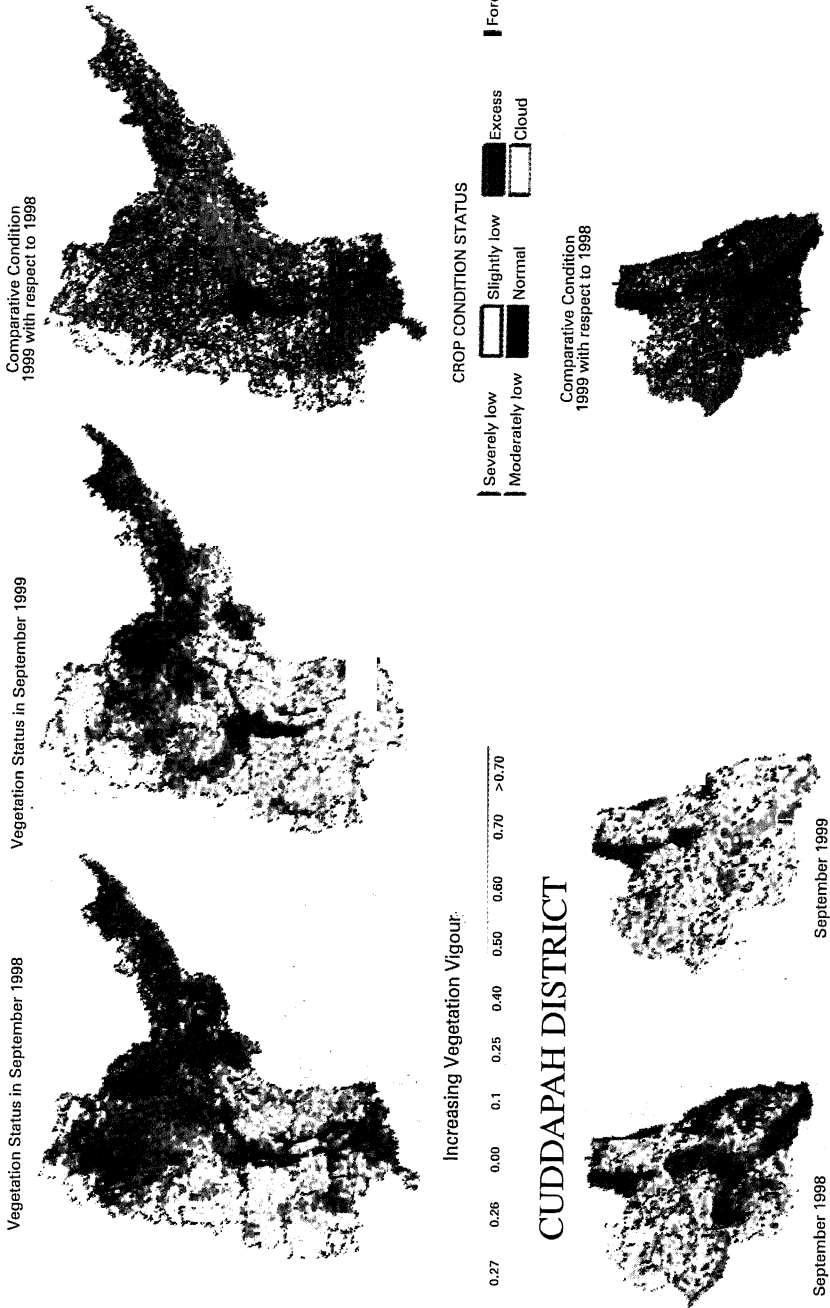 Vegetation Status in September 1998
Vegetation Status in September 1999
Comparative Condition
1999 with respect to 1998
Increasing Vegetation Vigour
0.27 0.26 0.00 0.1 0.25 0.40 0.50 0.60 0.70 >0.70
CROP CONDITION STATUS
Severely low Slightly low Excess
Moderately low Normal Cloud
CUDDAPAH DISTRICT
Comparative Condition
1999 with respect to 1998
September 1998
September 1999